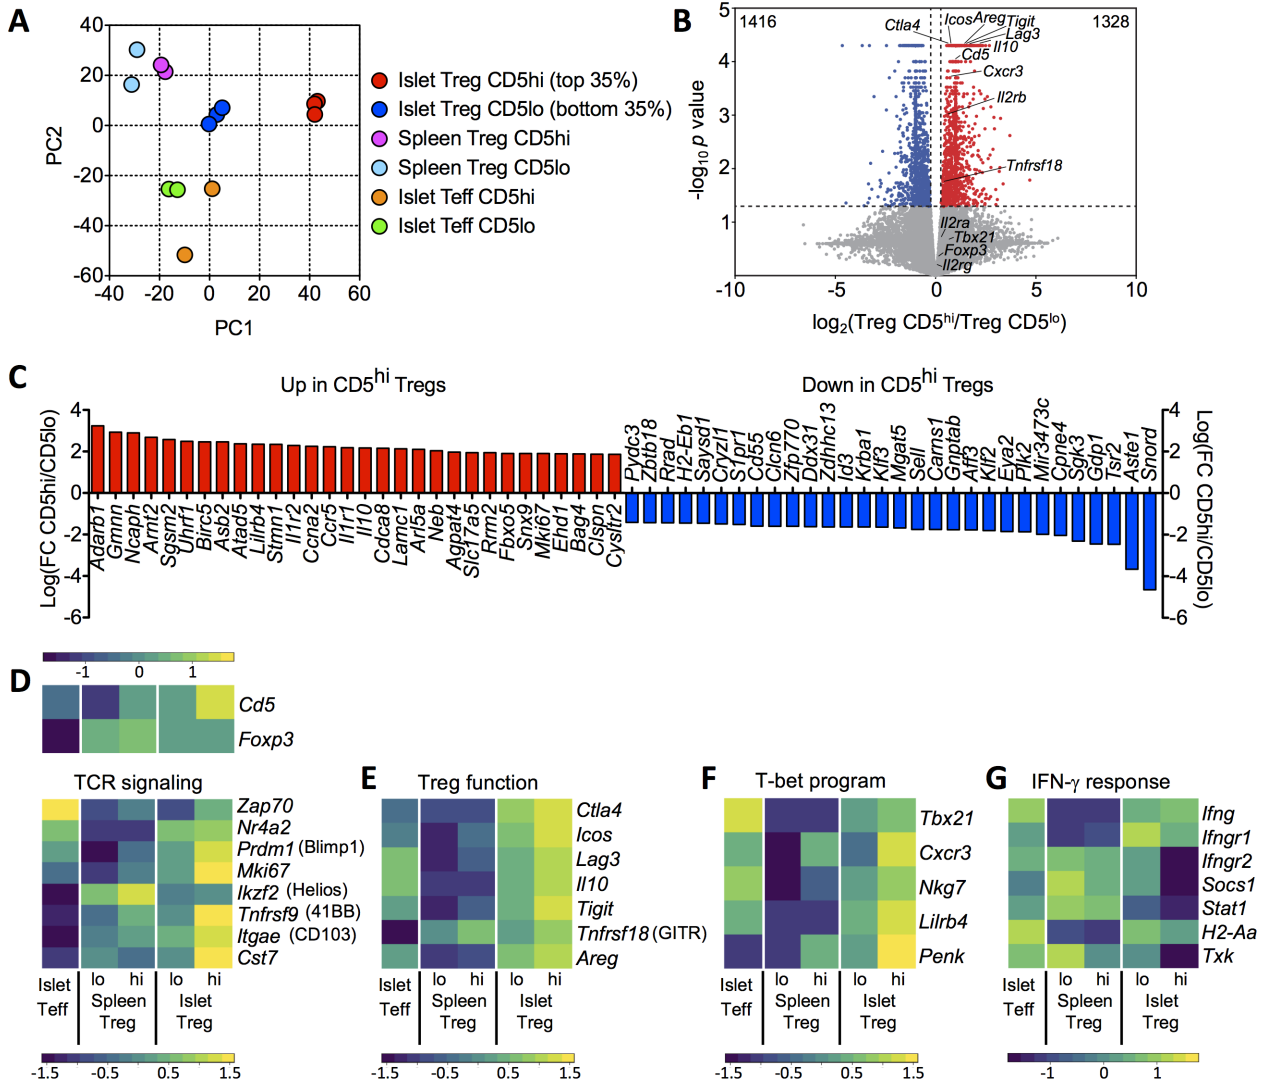 A
40
20
0
-20
-40
-60
PC2
-40 -20 0 20 40 60
PC1
Islet Treg CD5hi (top 35%)
Islet Treg CD5lo (bottom 35%)
Spleen Treg CD5hi
Spleen Treg CD5lo
Islet Teff CD5hi
Islet Teff CD5lo
B
5
4
3
2
1
-log10 p value
1416
1328
Ctla4
Icos
Areg
Tigit
Lag3
Il10
Cd5
Cxcr3
Il2rb
Tnfrsf18
Il2ra
Tbx21
Foxp3
Il2rg
-10 -5 0 5 10
log2(Treg CD5hi/Treg CD5lo)
C
Up in CD5hi Tregs
Down in CD5hi Tregs
Log(FC CD5hi/CD5lo)
4
2
0
-2
-4
-6
Adarb1
Gmnn
Ncaph
Armt2
Sgsm2
Uhrf1
Birc5
Asb2
Atad5
Lilrb4
Stmn1
Il1r2
Ccna2
Ccr5
Il1r1
Il10
Cdca8
Lamc1
Arl5a
Neb
Agpat4
Slc17a5
Rrm2
Fbxo5
Snx9
Mki67
Ehd1
Bag4
Clspn
Cysltr2
Pydc3
Zbtb18
Rrad
H2-Eb1
Saysd1
Cryzl1
S1pr1
Cd55
Clcn6
Zfp770
Ddx31
Zdhhc13
Id3
Krba1
Klf3
Mgat5
Sell
Cams1
Gnptab
Aff3
Klf2
Eya2
Plk2
Mir3473c
Cpne4
Sgk3
Gdp1
Tsr2
Aste1
Snord
4
2
0
-2
-4
-6
Log(FC CD5hi/CD5lo)
-1 0 1
D
Cd5
Foxp3
TCR signaling
Zap70
Nr4a2
Prdm1 (Blimp1)
Mki67
Ikzf2 (Helios)
Tnfrsf9 (41BB)
Itgae (CD103)
Cst7
lo hi lo hi
Islet Teff
Spleen Treg
Islet Treg
-1.5 -0.5 0.5 1.5
E
Treg function
Ctla4
Icos
Lag3
Il10
Tigit
Tnfrsf18 (GITR)
Areg
lo hi lo hi
Islet Teff
Spleen Treg
Islet Treg
-1.5 -0.5 0.5 1.5
F
T-bet program
Tbx21
Cxcr3
Nkg7
Lilrb4
Penk
lo hi lo hi
Islet Teff
Spleen Treg
Islet Treg
-1.5 -0.5 0.5 1.5
G
IFN-γ response
Ifng
Ifngr1
Ifngr2
Socs1
Stat1
H2-Aa
Txk
lo hi lo hi
Islet Teff
Spleen Treg
Islet Treg
-1 0 1